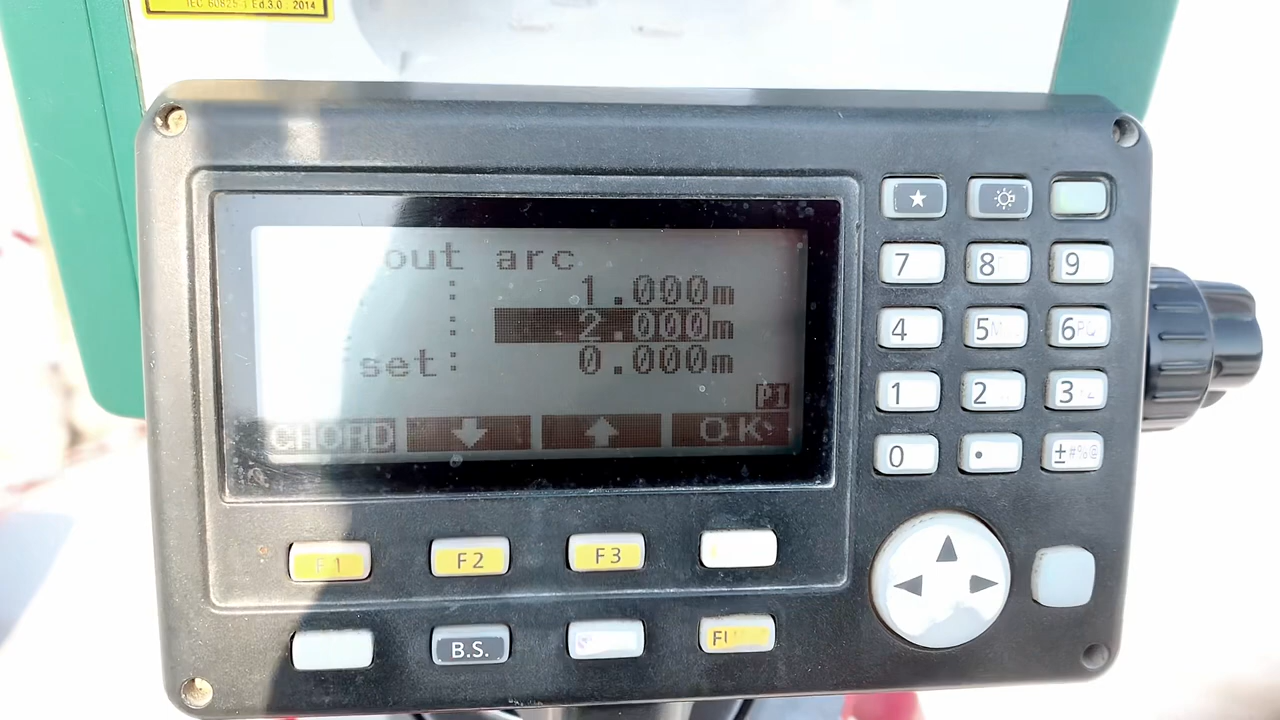 IEC 60825-1 Ed.3.0 : 2014
out arc
: 1.000m
: 2.000m
set: 0.000m
P1
CHORD
OK
7 8 9
4 5 6PQ
1 2 3
0 . ±#%@
F1 F2 F3
B.S.